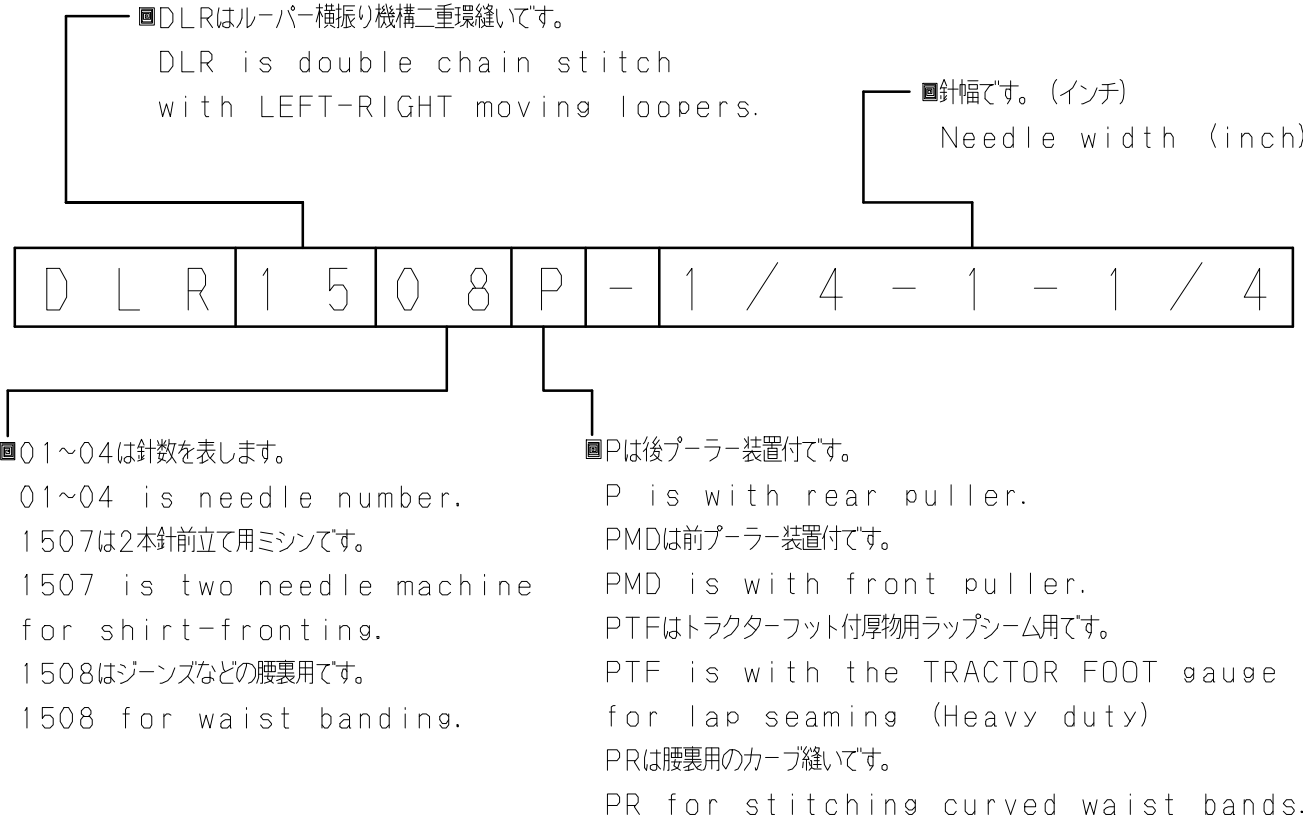 回DLRはルーパー横振り機構二重環縫いです。
DLR is double chain stitch
with LEFT-RIGHT moving loopers.
回針幅です。(インチ)
Needle width (inch)
DLR1508P-1/4-1-1/4
回01~04は針数を表します。
01~04 is needle number.
1507は2本針前立て用ミシンです。
1507 is two needle machine
for shirt-fronting.
1508はジーンズなどの腰裏用です。
1508 for waist banding.
回Pは後プーラー装置付です。
P is with rear puller.
PMDは前プーラー装置付です。
PMD is with front puller.
PTFはトラクターフット付厚物用ラップシーム用です。
PTF is with the TRACTOR FOOT gauge
for lap seaming (Heavy duty)
PRは腰裏用のカーブ縫いです。
PR for stitching curved waist bands.